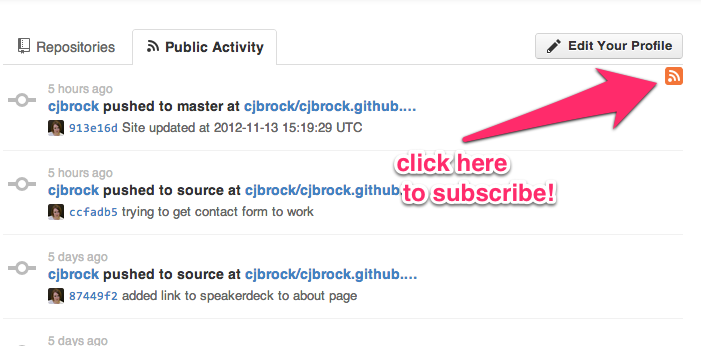 Repositories
Public Activity
Edit Your Profile
5 hours ago
cjbrock pushed to master at cjbrock/cjbrock.github.…
913e16d Site updated at 2012-11-13 15:19:29 UTC
click here
to subscribe!
5 hours ago
cjbrock pushed to source at cjbrock/cjbrock.github.
ccfadb5 trying to get contact form to work
5 days ago
cjbrock pushed to source at cjbrock/cjbrock.github.…
87449f2 added link to speakerdeck to about page
5 days ago